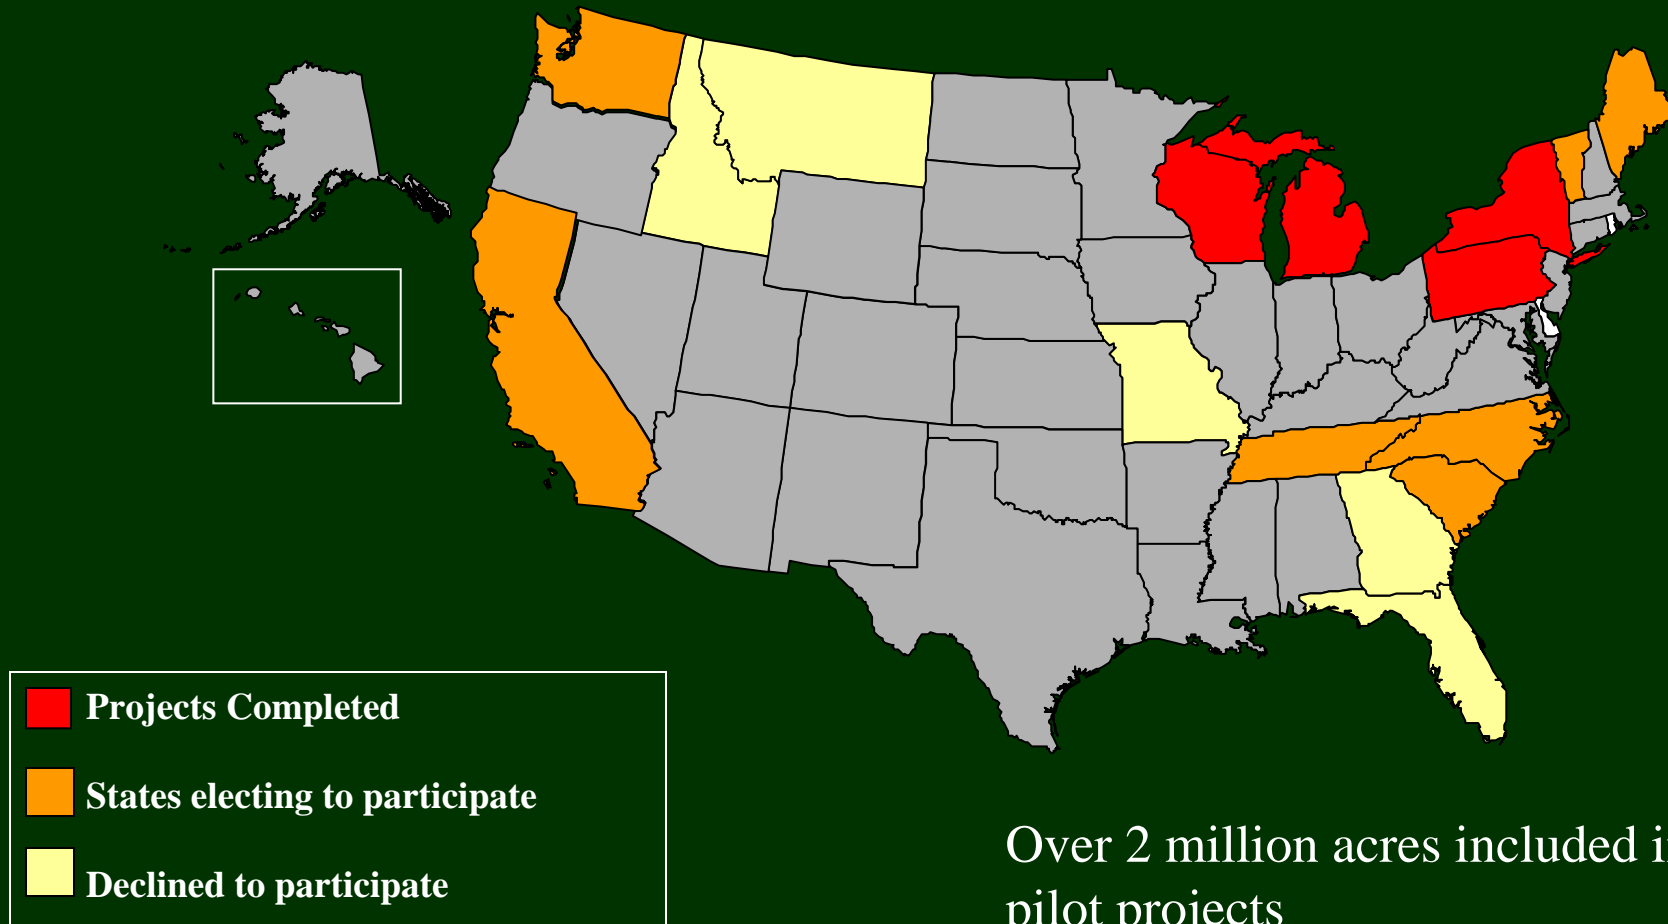 Projects Completed
States electing to participate
Declined to participate
Over 2 million acres included
pilot projects